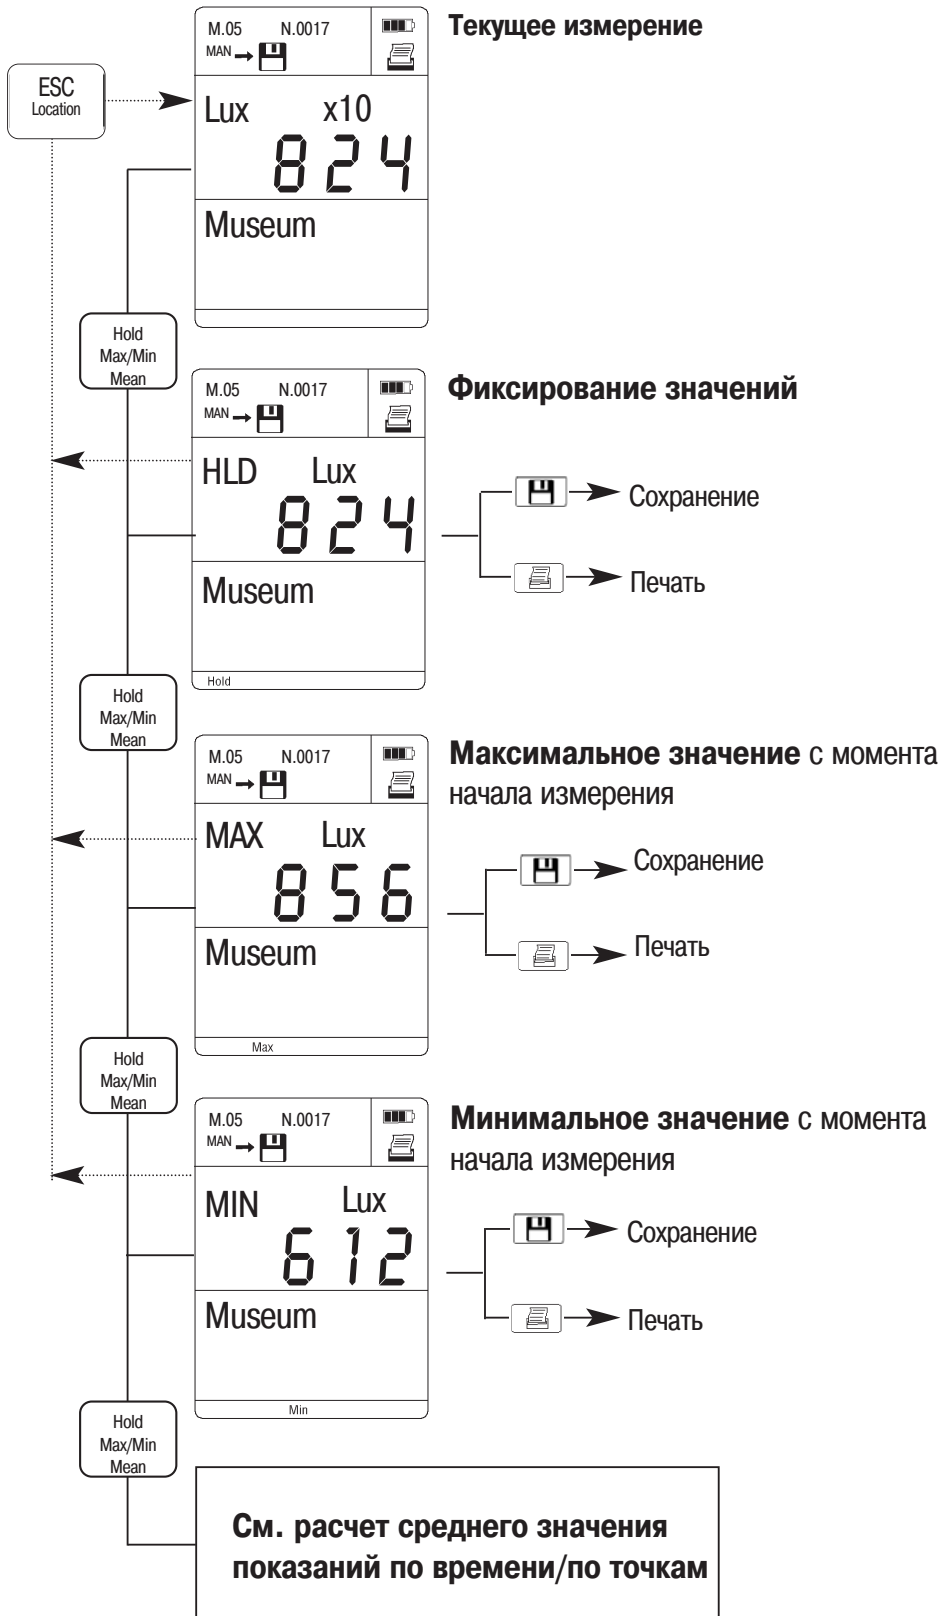 M.05 N.0017
MAN
Текущее измерение
ESC
Location
Lux x10
824
Museum
Hold
Max/Min
Mean
M.05 N.0017
MAN
Фиксирование значений
HLD Lux
824
Сохранение
Museum
Печать
Hold
Hold
Max/Min
Mean
M.05 N.0017
MAN
Максимальное значение с момента
начала измерения
MAX Lux
856
Сохранение
Museum
Печать
Max
Hold
Max/Min
Mean
M.05 N.0017
MAN
Минимальное значение с момента
начала измерения
MIN Lux
612
Сохранение
Museum
Печать
Min
Hold
Max/Min
Mean
См. расчет среднего значения
показаний по времени/по точкам